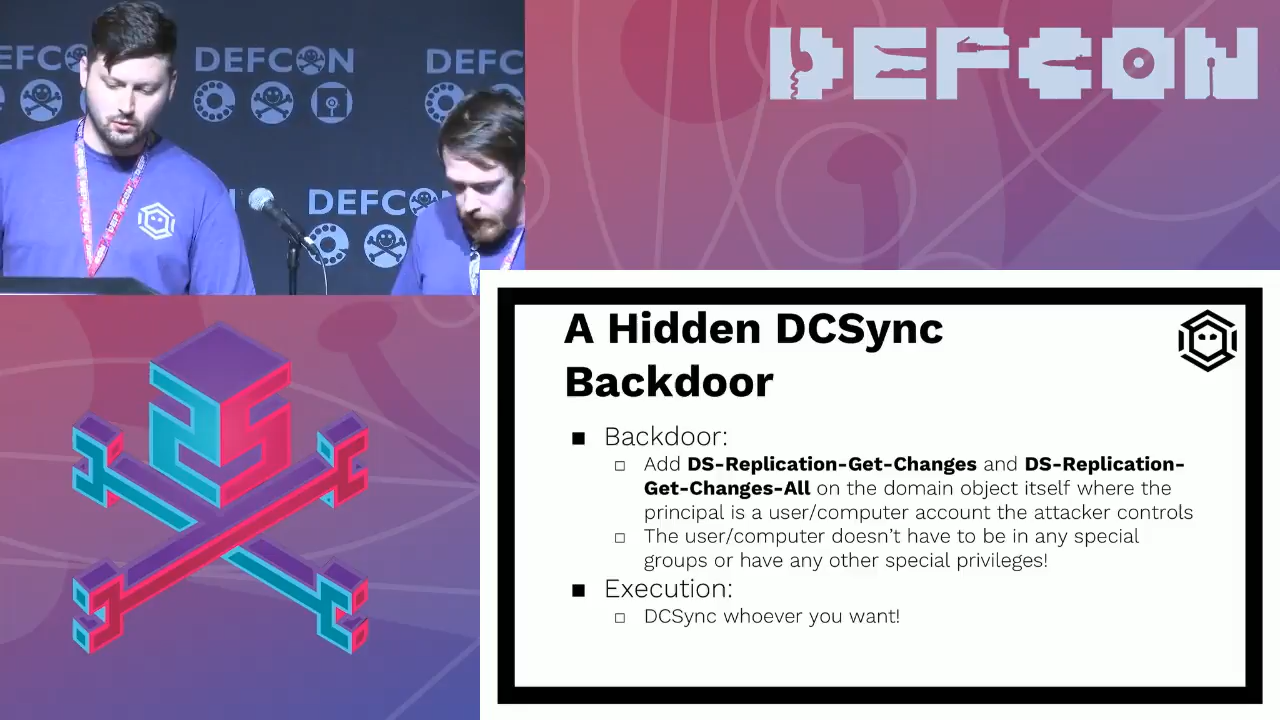 DEFCON
DEFCON
DEFC
DEFCON
DEFCON
A Hidden DCSync
Backdoor
Backdoor:
Add DS-Replication-Get-Changes and DS-Replication-
Get-Changes-All on the domain object itself where the
principal is a user/computer account the attacker controls
The user/computer doesn't have to be in any special
groups or have any other special privileges!
Execution:
DCSync whoever you want!